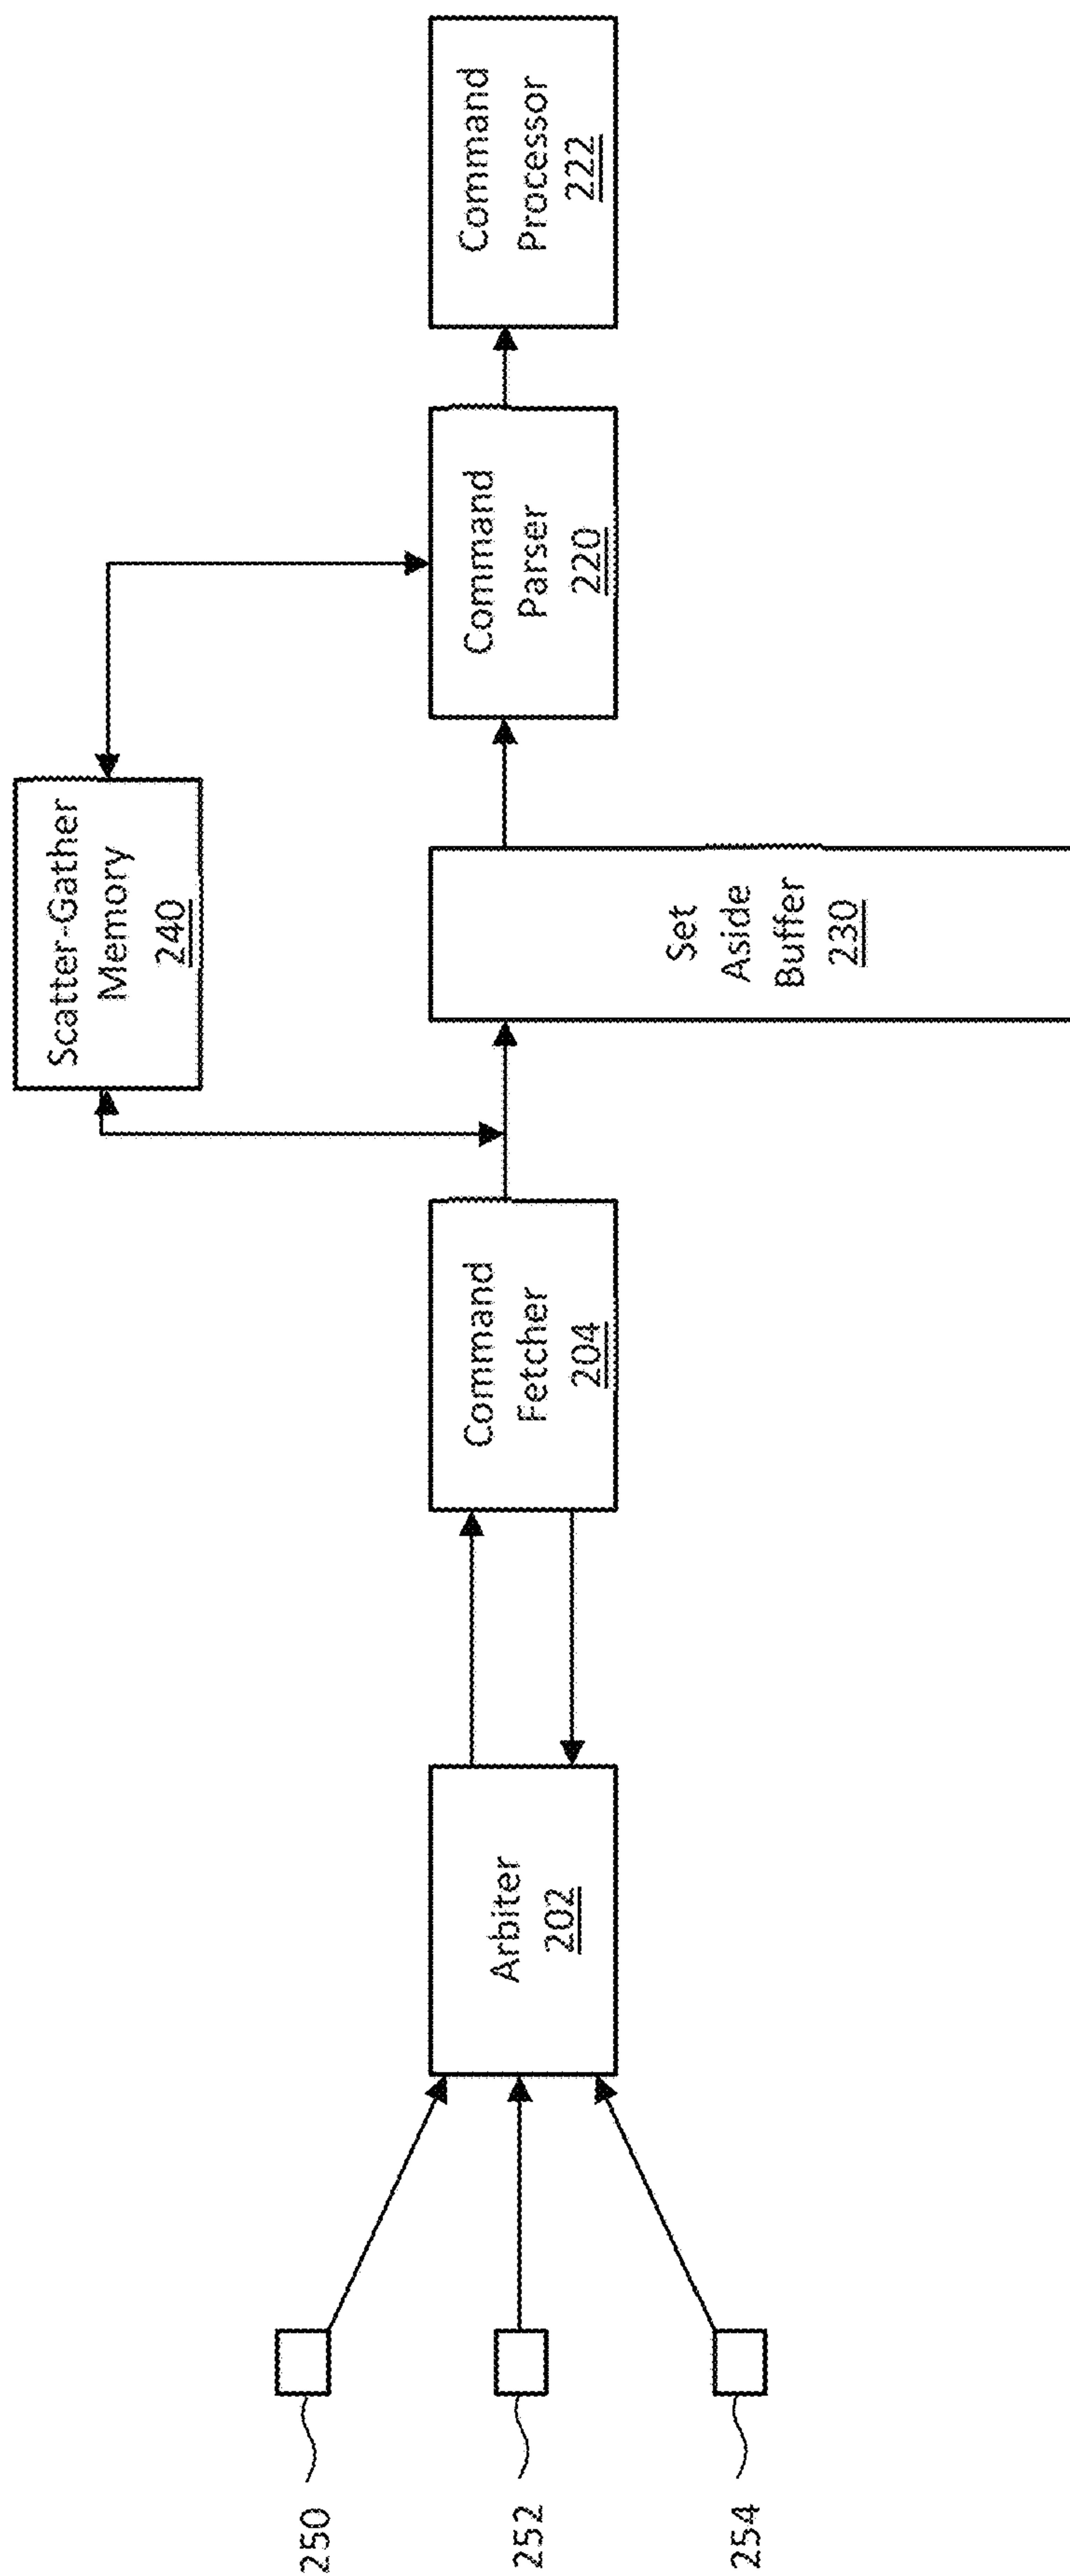 250
252
254
Arbiter
202
Command
Fetcher
204
Scatter-Gather
Memory
240
Set
Aside
Buffer
230
Command
Parser
220
Command
Processor
222